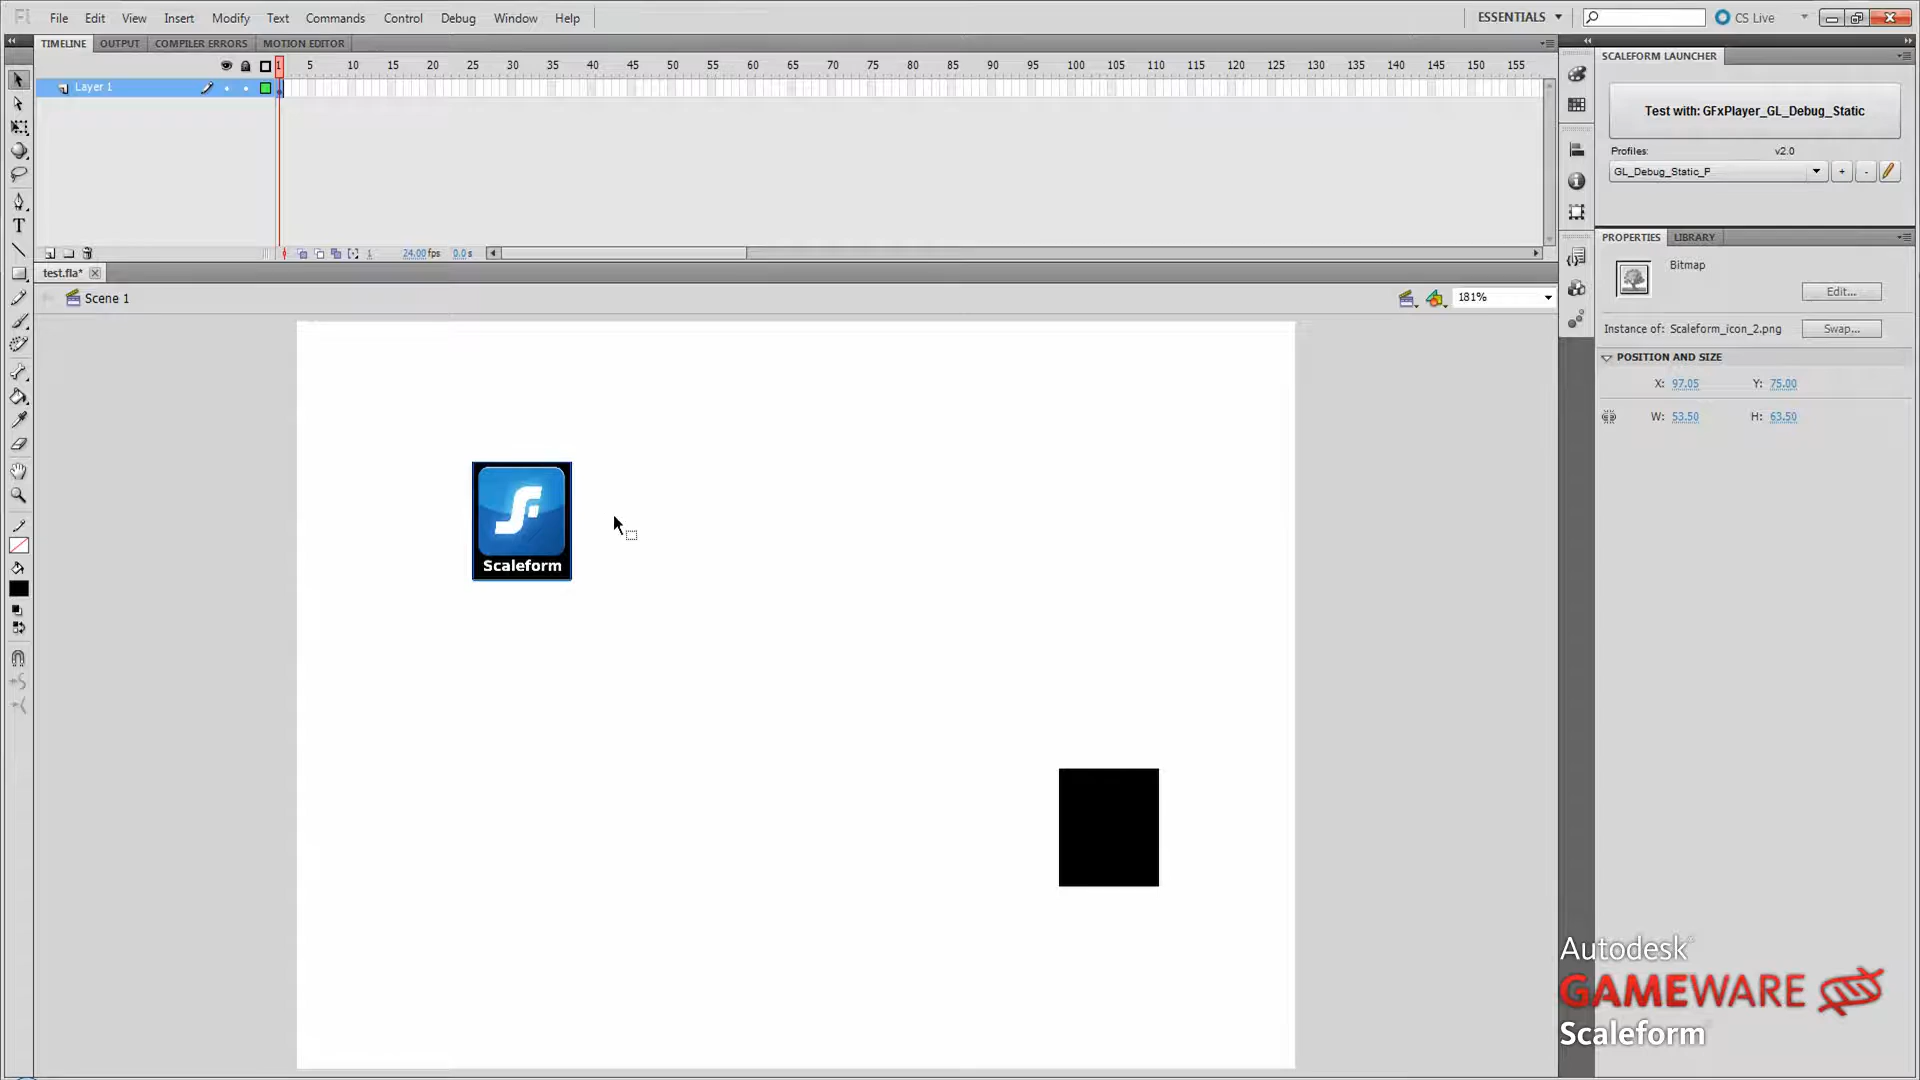 Fl File Edit View Insert Modify Text Commands Control Debug Window Help ESSENTIALS CS Live
TIMELINE OUTPUT COMPILER ERRORS MOTION EDITOR
1 5 10 15 20 25 30 35 40 45 50 55 60 65 70 75 80 85 90 95 100 105 110 115 120 125 130 135 140 145 150 155
Layer 1
1 24.00 fps 0.0 s
test.fla*
Scene 1 181%
Scaleform
SCALEFORM LAUNCHER
Test with: GFxPlayer_GL_Debug_Static
Profiles: v2.0
GL_Debug_Static_P + -
PROPERTIES LIBRARY
Bitmap
Edit...
Instance of: Scaleform_icon_2.png Swap...
POSITION AND SIZE
X: 97.05 Y: 75.00
W: 53.50 H: 63.50
Autodesk®
GAMEWARE
Scaleform